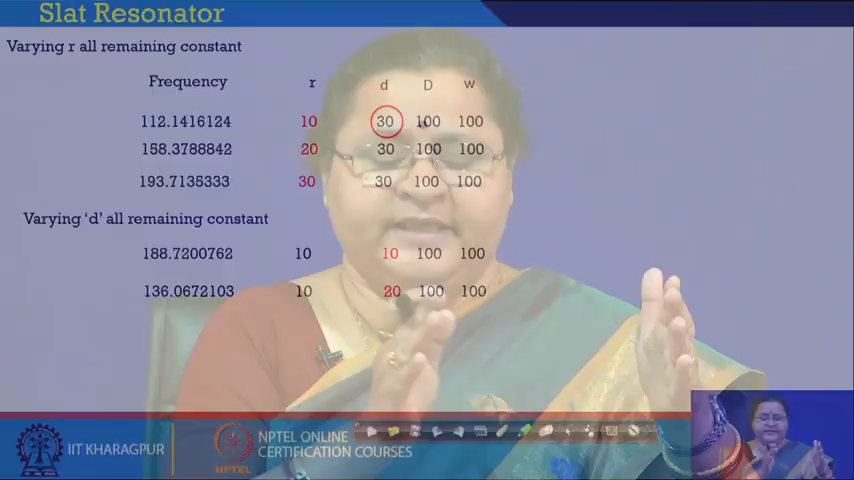 Slat Resonator
Varying r all remaining constant
Frequency r d D w
112.1416124 10 30 100 100
158.3788842 20 30 100 100
193.7135333 30 30 100 100
Varying ‘d’ all remaining constant
188.7200762 10 10 100 100
136.0672103 10 20 100 100
IIT KHARAGPUR
NPTEL
NPTEL ONLINE
CERTIFICATION COURSES